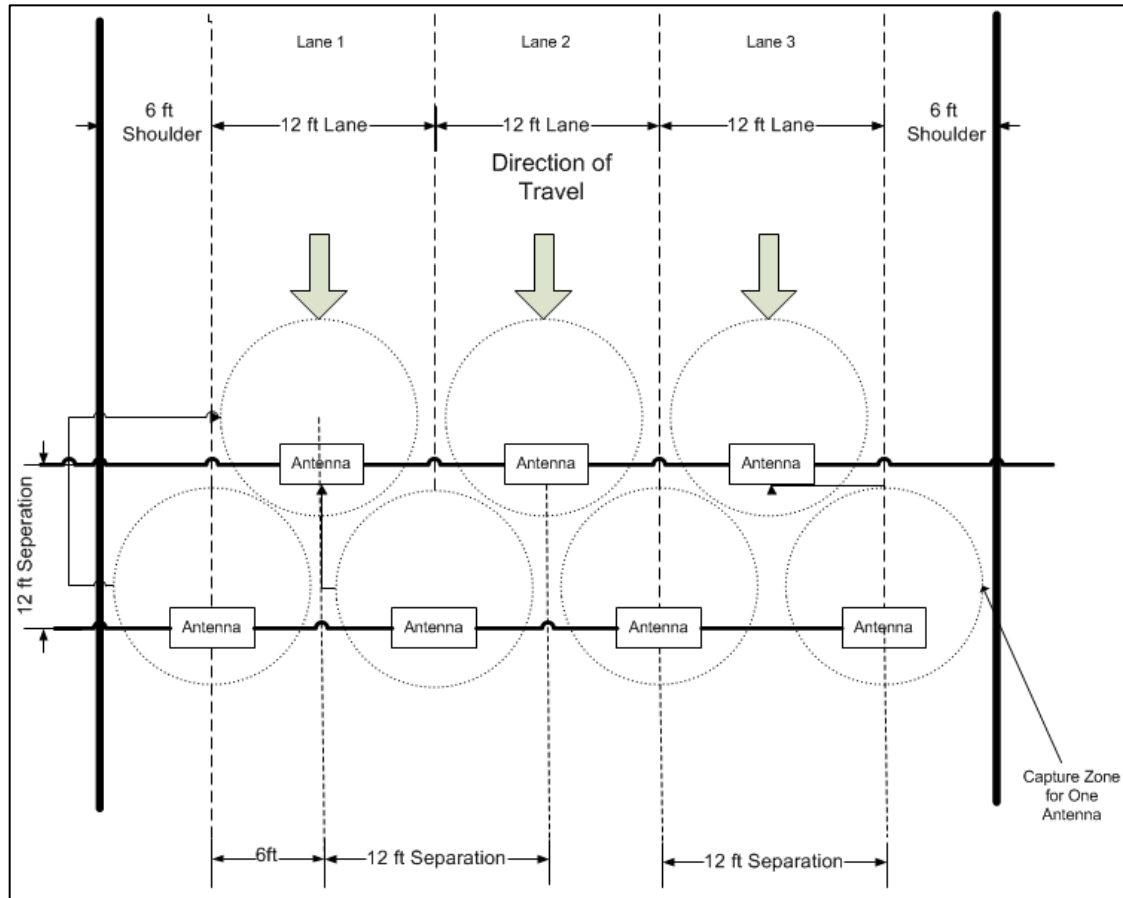 Lane 1
Lane 2
Lane 3
6 ft
Shoulder
12 ft Lane
12 ft Lane
12 ft Lane
6 ft
Shoulder
Direction of
Travel
Antenna
Antenna
Antenna
12 ft Seperation
Antenna
Antenna
Antenna
Antenna
Capture Zone
for One
Antenna
6ft
12 ft Separation
12 ft Separation